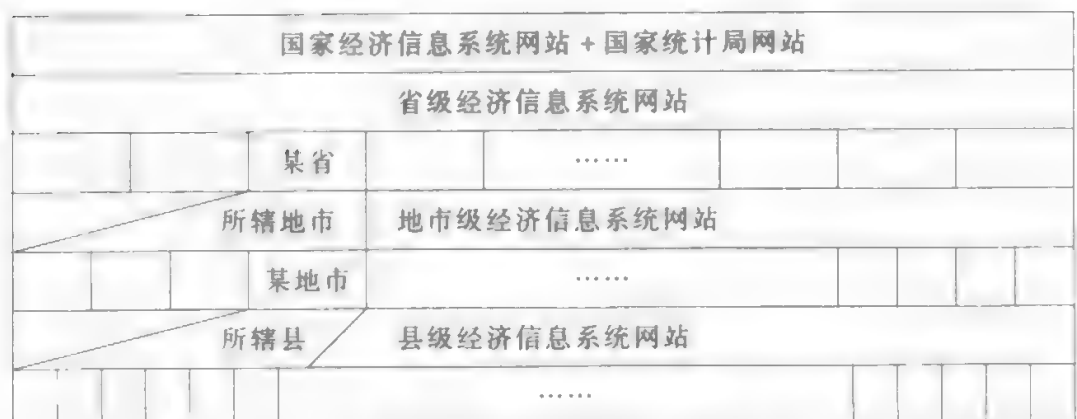 国家经济信息系统网站+国家统计局网站
省级经济信息系统网站
某省 ……
所辖地市 地市级经济信息系统网站
某地市 ……
所辖县 县级经济信息系统网站
……